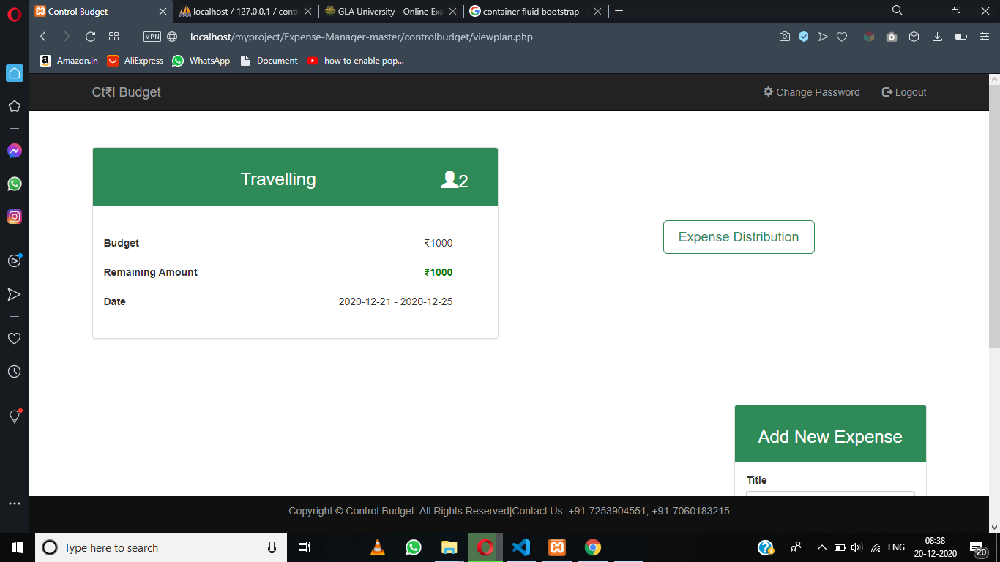 Control Budget
localhost / 127.0.0.1 / contr
GLA University - Online Exa
container fluid bootstrap -
VPN
localhost/myproject/Expense-Manager-master/controlbudget/viewplan.php
Amazon.in
AliExpress
WhatsApp
Document
how to enable pop...
Ct₹l Budget
Change Password
Logout
Travelling
2
Budget
₹1000
Remaining Amount
₹1000
Date
2020-12-21 - 2020-12-25
Expense Distribution
Add New Expense
Title
Copyright © Control Budget. All Rights Reserved|Contact Us: +91-7253904551, +91-7060183215
Type here to search
ENG
08:38
20-12-2020
20